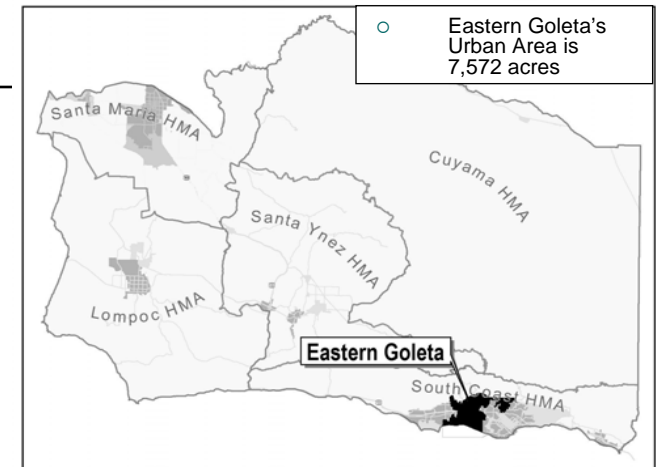 Eastern Goleta's
Urban Area is
7,572 acres
Santa Maria HMA
Cuyama HMA
Santa Ynez HMA
Lompoc HMA
Eastern Goleta
South Coast HMA